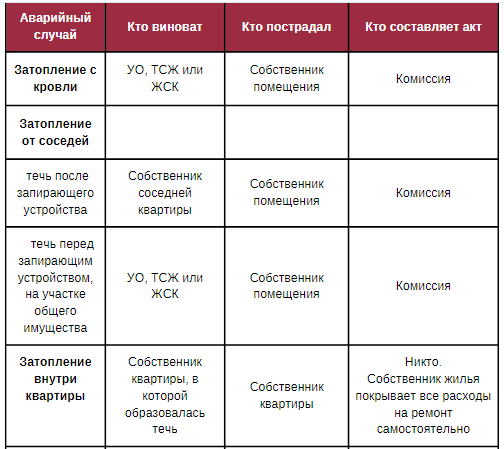 Аварийный случай
Кто виноват
Кто пострадал
Кто составляет акт
Затопление с кровли
УО, ТСЖ или ЖСК
Собственник помещения
Комиссия
Затопление от соседей
течь после запирающего устройства
Собственник соседней квартиры
Собственник помещения
Комиссия
течь перед запирающим устройством, на участке общего имущества
УО, ТСЖ или ЖСК
Собственник помещения
Комиссия
Затопление внутри квартиры
Собственник квартиры, в которой образовалась течь
Собственник квартиры
Никто.
Собственник жилья покрывает все расходы на ремонт самостоятельно